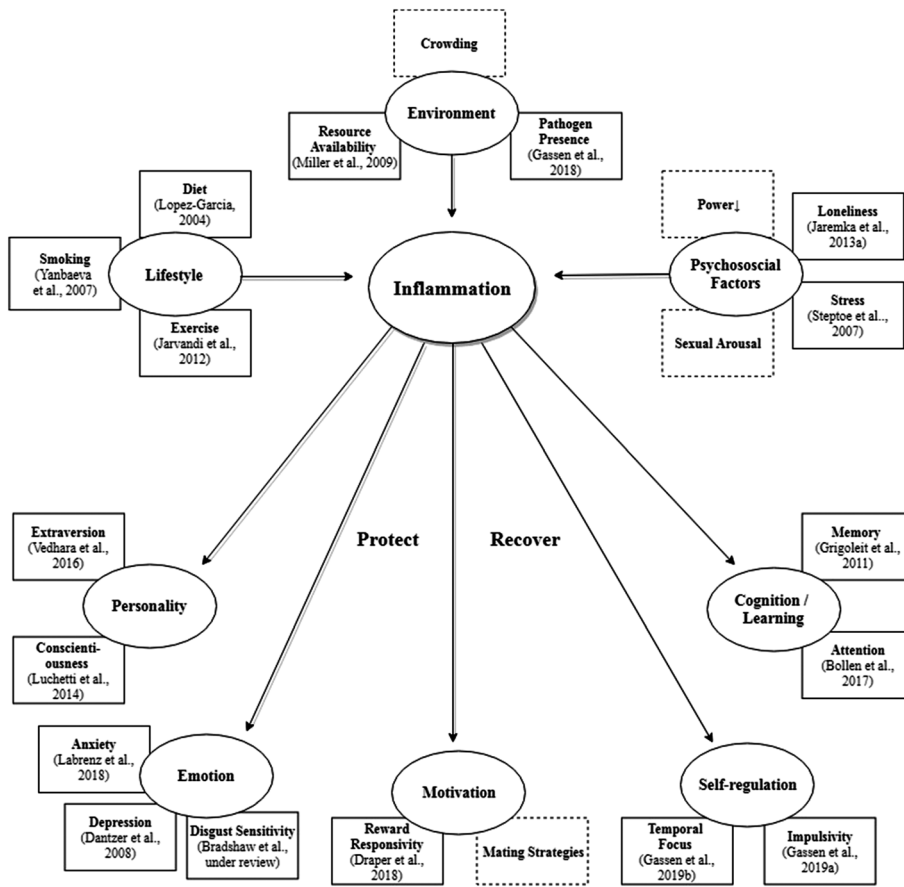 Crowding
Environment
Resource
Availability
(Miller et al., 2009)
Pathogen
Presence
(Gassen et al.,
2018)
Diet
(Lopez-Garcia,
2004)
Smoking
(Yanbaeva
et al., 2007)
Lifestyle
Exercise
(Jarvandi et al.,
2012)
Inflammation
Power↓
Loneliness
(Jaremka et al.,
2013a)
Psychososcial
Factors
Stress
(Steptoe et al..,
2007)
Sexual Arousal
Protect
Recover
Extraversion
(Vedhara et al.,
2016)
Personality
Conscienti-
ousness
(Luchetti et al.,
2014)
Memory
(Grigoleit et al.,
2011)
Cognition /
Learning
Attention
(Bollen et al.,
2017)
Anxiety
(Labrenz et al.,
2018)
Emotion
Depression
(Dantzer et al.,
2008)
Disgust Sensitivity
(Bradshaw et al.,
under review)
Motivation
Reward
Responsivity
(Draper et al.,
2018)
Mating Strategies
Self-regulation
Temporal
Focus
(Gassen et al.,
2019b)
Impulsivity
(Gassen et al.,
2019a)